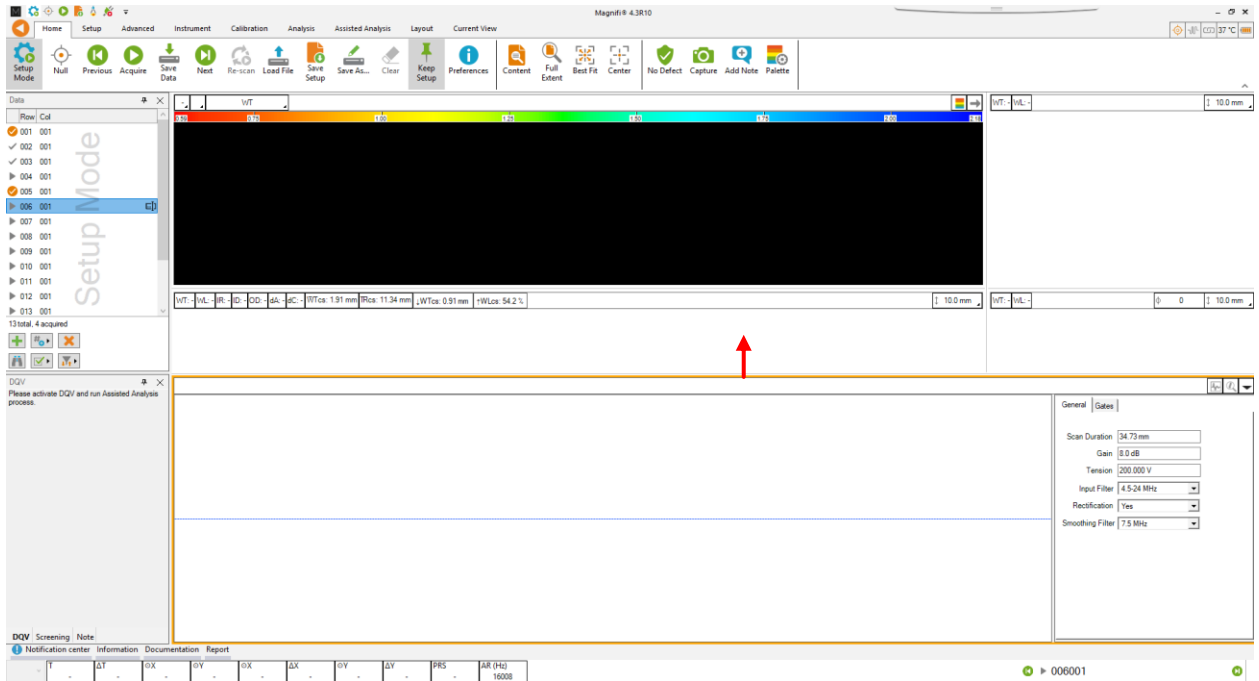 Magnifi® 4.3R10
Home Setup Advanced Instrument Calibration Analysis Assisted Analysis Layout Current View
37 °C
Setup Mode
Null
Previous
Acquire
Save Data
Next
Re-scan
Load File
Save Setup
Save As...
Clear
Keep Setup
Preferences
Content
Full Extent
Best Fit
Center
No Defect
Capture
Add Note
Palette
Data
Row Col
001 001
002 001
003 001
004 001
005 001
006 001
007 001
008 001
009 001
010 001
011 001
012 001
013 001
Setup Mode
13 total, 4 acquired
WT
0.75 1.00 1.25 1.50 1.75 2.00
WT: - WL: - IR: - ID: - OD: - dA: - dC: - WTcs: 1.91 mm IRcs: 11.34 mm ↓WTcs: 0.91 mm ↑WLcs: 54.2 %
10.0 mm
WT: - WL: -
10.0 mm
WT: - WL: -
0
10.0 mm
DQV
Please activate DQV and run Assisted Analysis
process.
DQV Screening Note
General Gates
Scan Duration 34.73 mm
Gain 8.0 dB
Tension 200.000 V
Input Filter 4.5-24 MHz
Rectification Yes
Smoothing Filter 7.5 MHz
Notification center Information Documentation Report
PRS
AR (Hz)
16008
006001